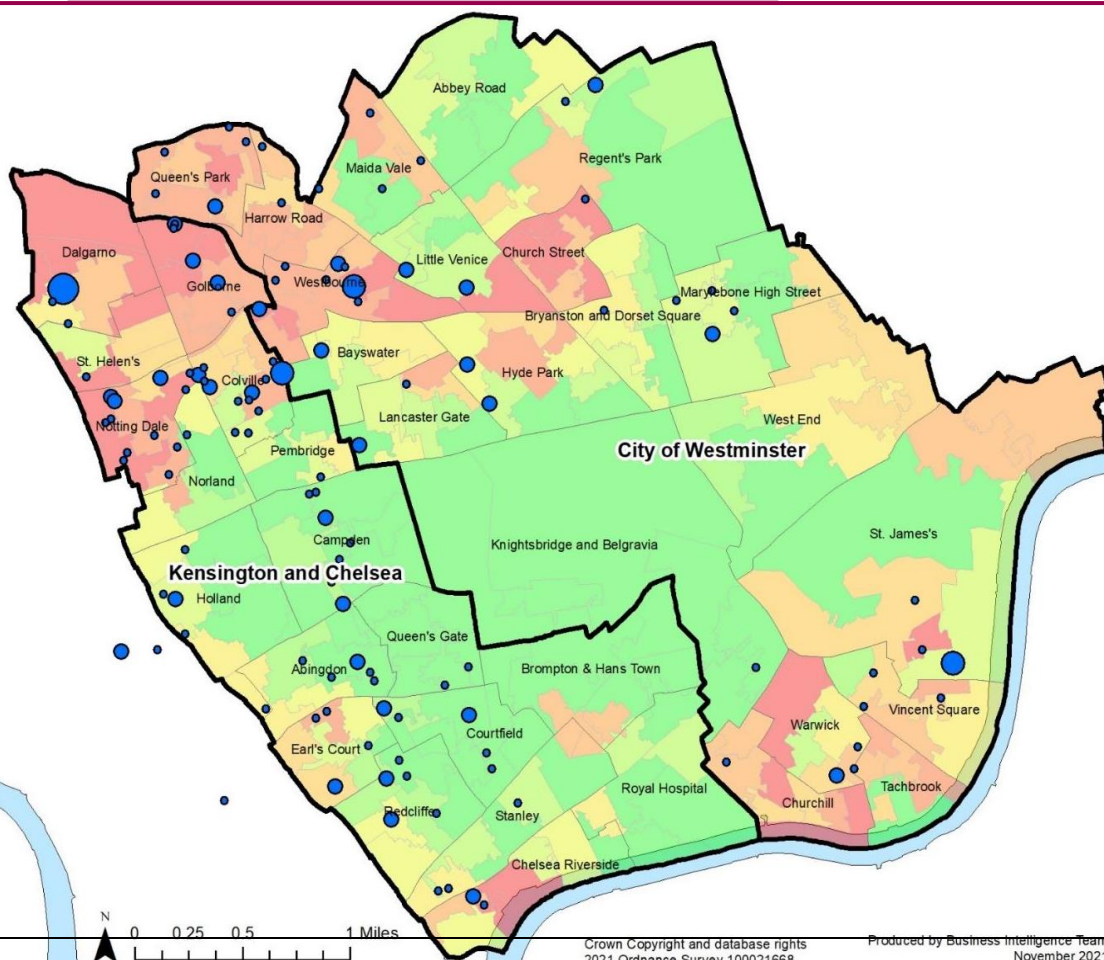 Abbey Road
Regent's Park
Maida Vale
Queen's Park
Harrow Road
Dalgarno
Church Street
Little Venice
Golborne
Westbourne
Marylebone High Street
Bryanston and Dorset Square
Bayswater
St. Helen's
Hyde Park
Colville
Lancaster Gate
West End
Notting Dale
Pembridge
City of Westminster
Norland
St. James's
Campden
Knightsbridge and Belgravia
Kensington and Chelsea
Holland
Queen's Gate
Abingdon
Brompton & Hans Town
Vincent Square
Warwick
Courtfield
Earl's Court
Tachbrook
Royal Hospital
Churchill
Redcliffe
Stanley
Chelsea Riverside
N
0 0.25 0.5 1 Miles
Crown Copyright and database rights
2021 Ordnance Survey 100021668
Produced by Business Intelligence Team
November 2021